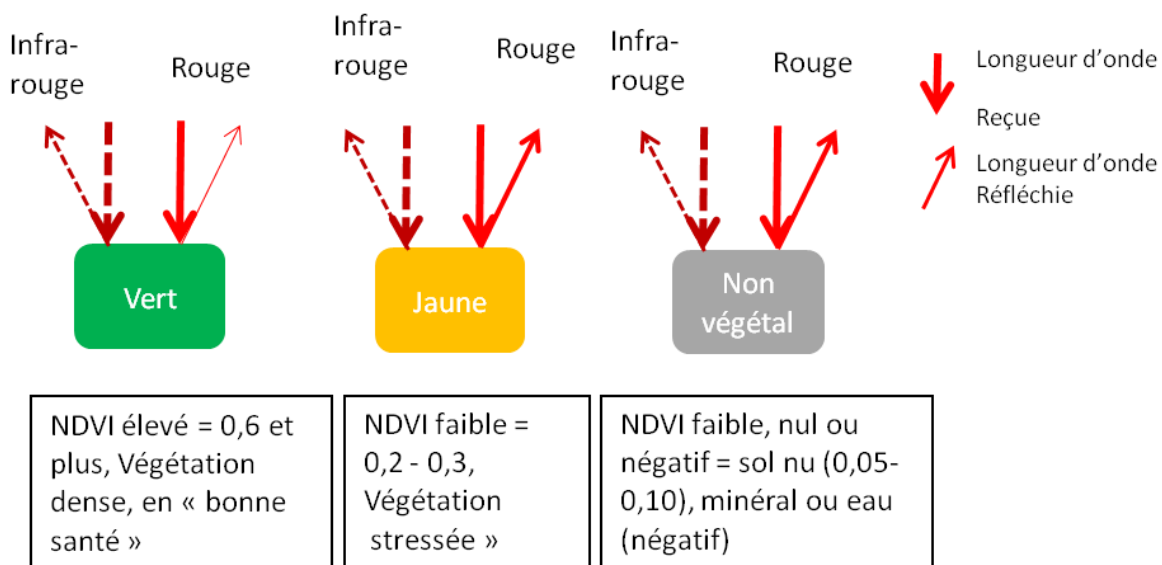 Infra-
rouge
Rouge
Infra-
rouge
Rouge
Infra-
rouge
Rouge
Longueur d'onde
Reçue
Longueur d'onde
Réfléchie
Vert
Jaune
Non
végétal
NDVI élevé = 0,6 et
plus, Végétation
dense, en « bonne
santé »
NDVI faible =
0,2 - 0,3,
Végétation
stressée »
NDVI faible, nul ou
négatif = sol nu (0,05-
0,10), minéral ou eau
(négatif)